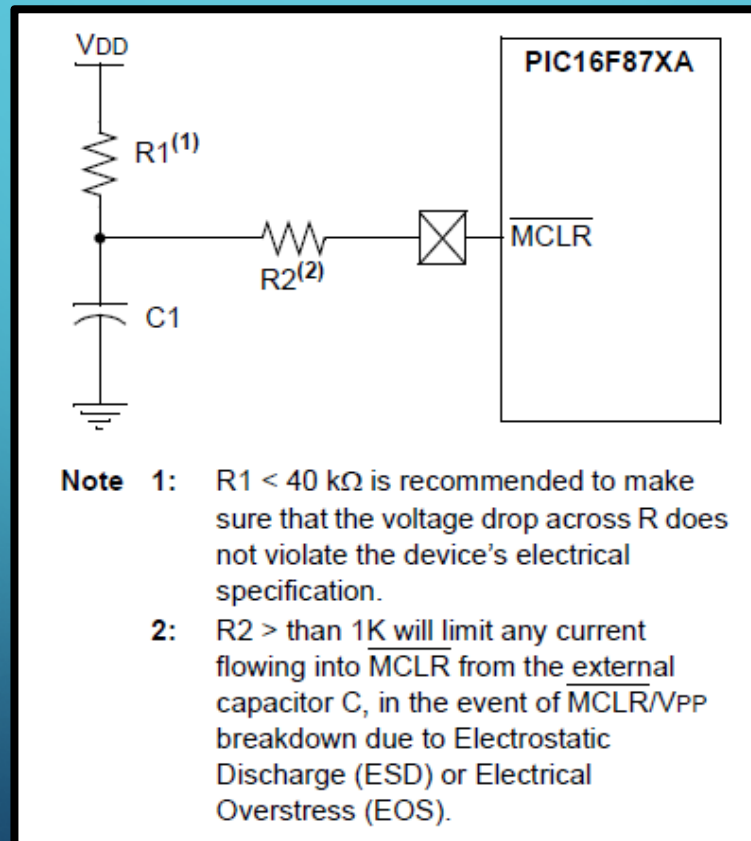 VDD
PIC16F87XA
R1(1)
MCLR
R2(2)
C1
Note 1: R1 < 40 kΩ is recommended to make
sure that the voltage drop across R does
not violate the device's electrical
specification.
2: R2 > than 1K will limit any current
flowing into MCLR from the external
capacitor C, in the event of MCLR/VPP
breakdown due to Electrostatic
Discharge (ESD) or Electrical
Overstress (EOS).